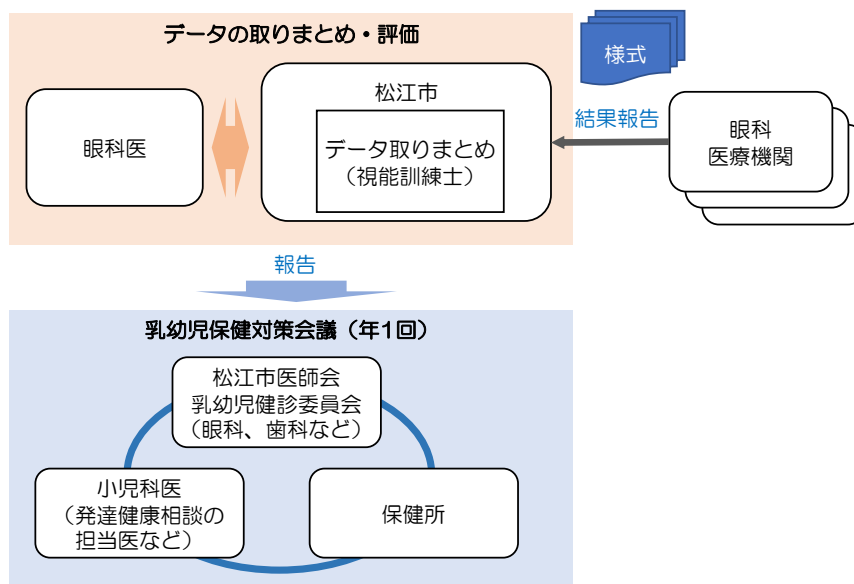 データの取りまとめ・評価
様式
眼科医
松江市
データ取りまとめ
（視能訓練士）
結果報告
眼科
医療機関
報告
乳幼児保健対策会議（年1回）
松江市医師会
乳幼児健診委員会
（眼科、歯科など）
小児科医
（発達健康相談の
担当医など）
保健所